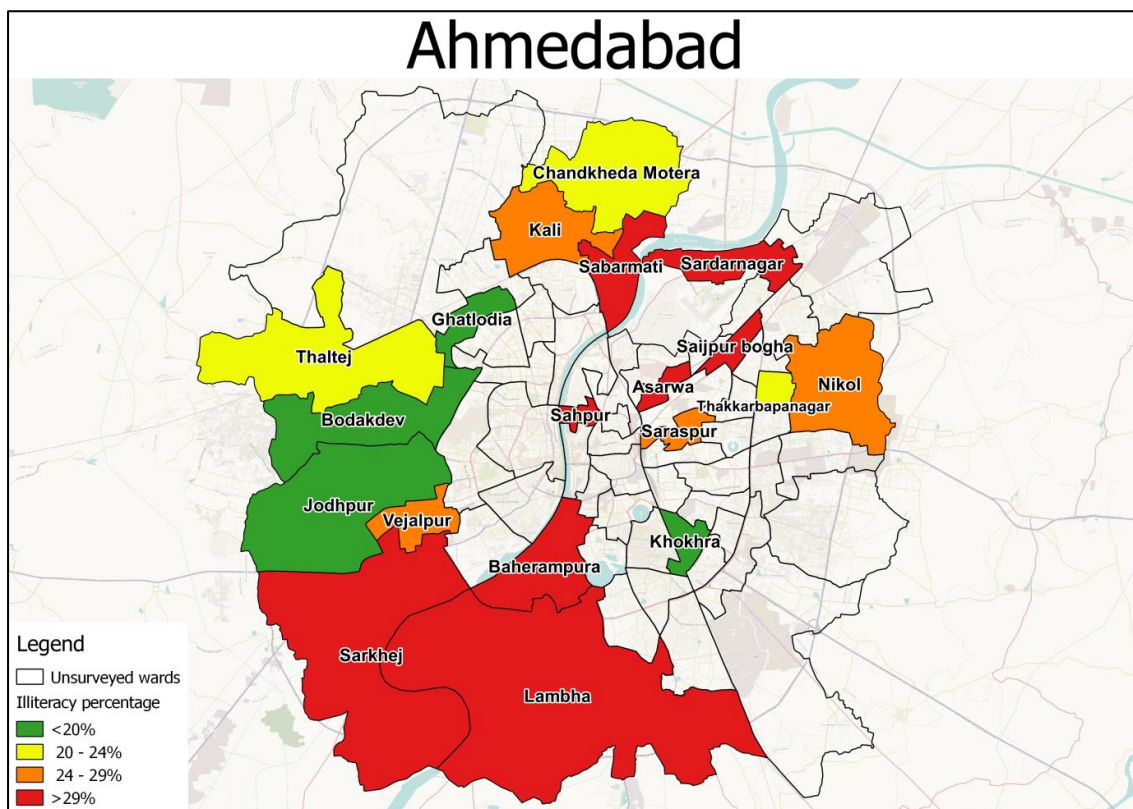 Ahmedabad
Chandkheda Motera
Kali
Sabarmati
Sardarnagar
Ghatlodia
Saijpur bogha
Thaltej
Nikol
Asarwa
Thakkarbapanagar
Sahpur
Bodakdev
Saraspur
Jodhpur
Vejalpur
Khokhra
Baherampura
Sarkhej
Lambha
Legend
Unsurveyed wards
Illiteracy percentage
<20%
20 - 24%
24 - 29%
>29%